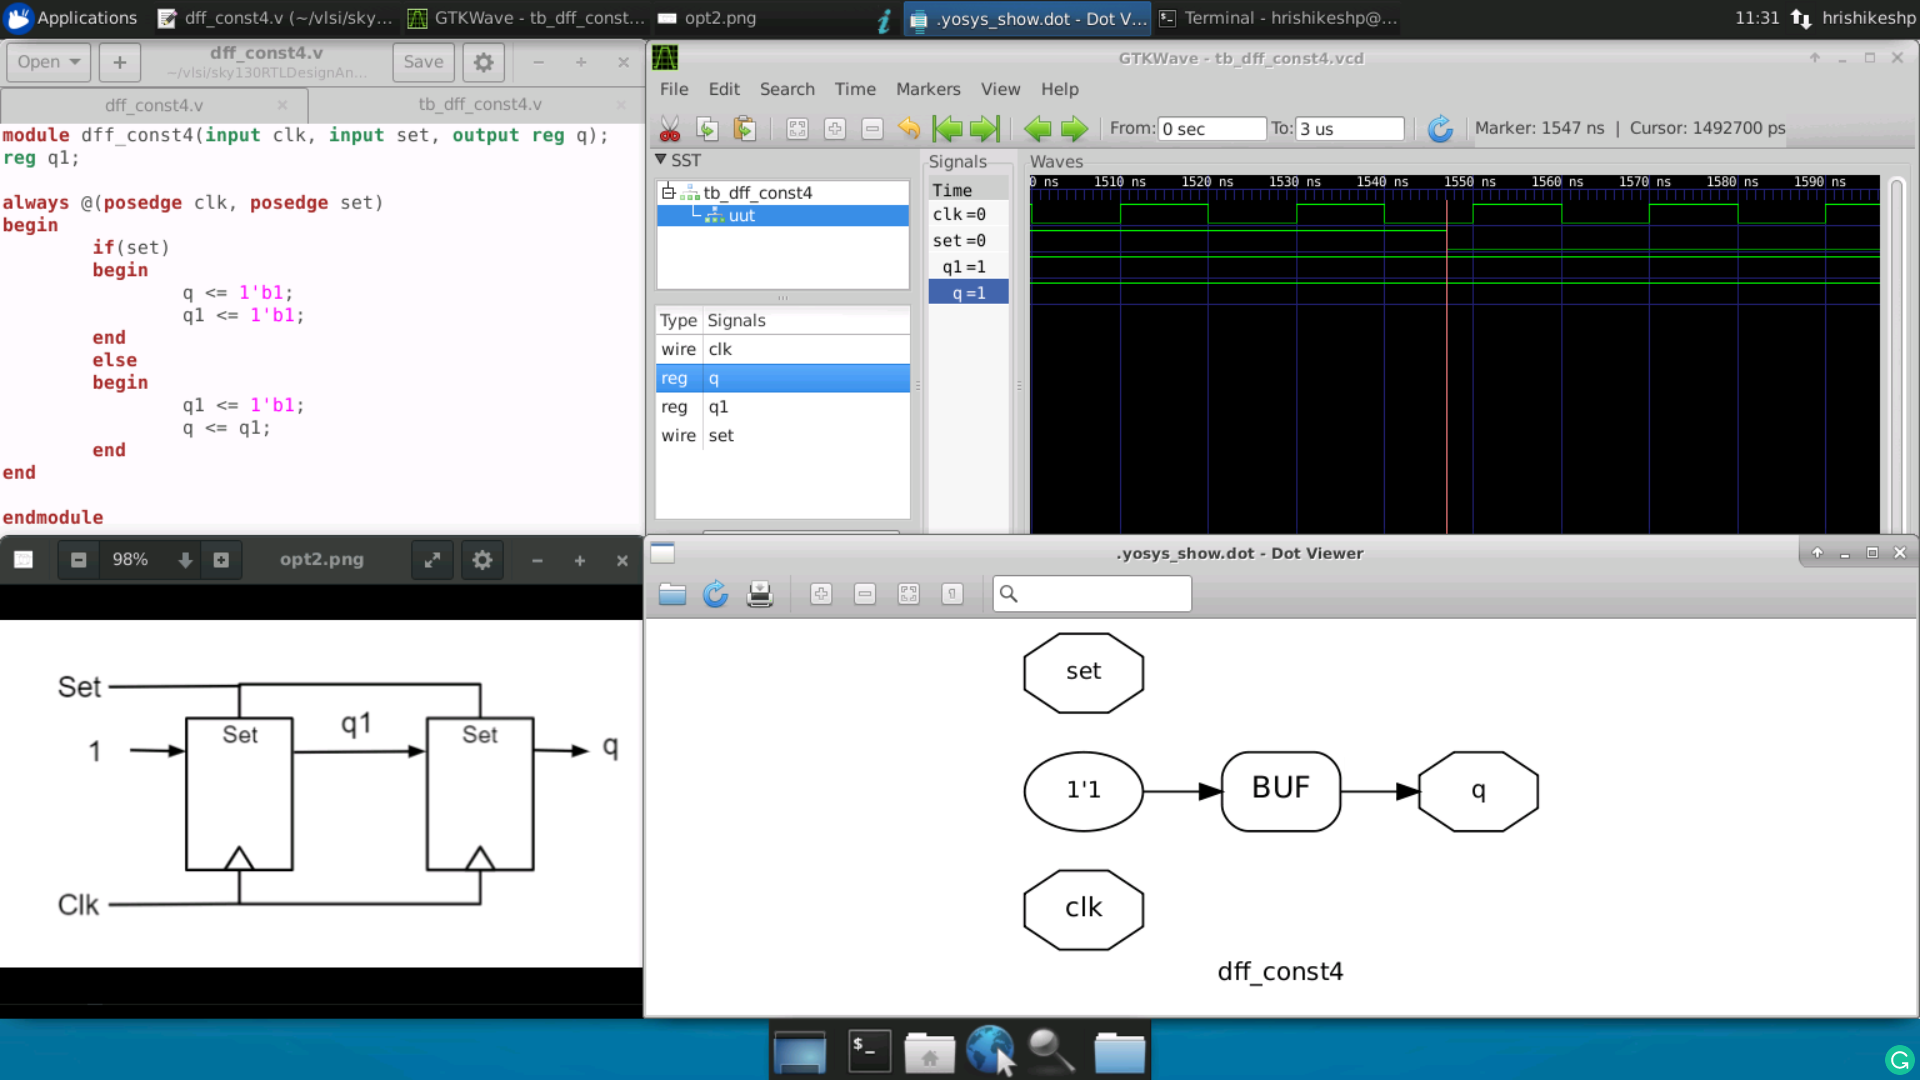 Applications dff_const4.v (~/vlsi/sky... GTKWave - tb_dff_const... opt2.png .yosys_show.dot - Dot V... Terminal - hrishikeshp@... 11:31 hrishikeshp
Open dff_const4.v Save
~/vlsi/sky130RTLDesignAn...
dff_const4.v tb_dff_const4.v
module dff_const4(input clk, input set, output reg q);
reg q1;
always @(posedge clk, posedge set)
begin
if(set)
begin
q <= 1'b1;
q1 <= 1'b1;
end
else
begin
q1 <= 1'b1;
q <= q1;
end
end
endmodule
GTKWave - tb_dff_const4.vcd
File Edit Search Time Markers View Help
From: 0 sec To: 3 us Marker: 1547 ns | Cursor: 1492700 ps
SST
tb_dff_const4
uut
Type Signals
wire clk
reg q
reg q1
wire set
Signals
Time
clk =0
set =0
q1 =1
q =1
Waves
0 ns 1510 ns 1520 ns 1530 ns 1540 ns 1550 ns 1560 ns 1570 ns 1580 ns 1590 ns
98% opt2.png
Set
1
Set
q1
Set
q
Clk
.yosys_show.dot - Dot Viewer
set
1'1 BUF q
clk
dff_const4
$_
G